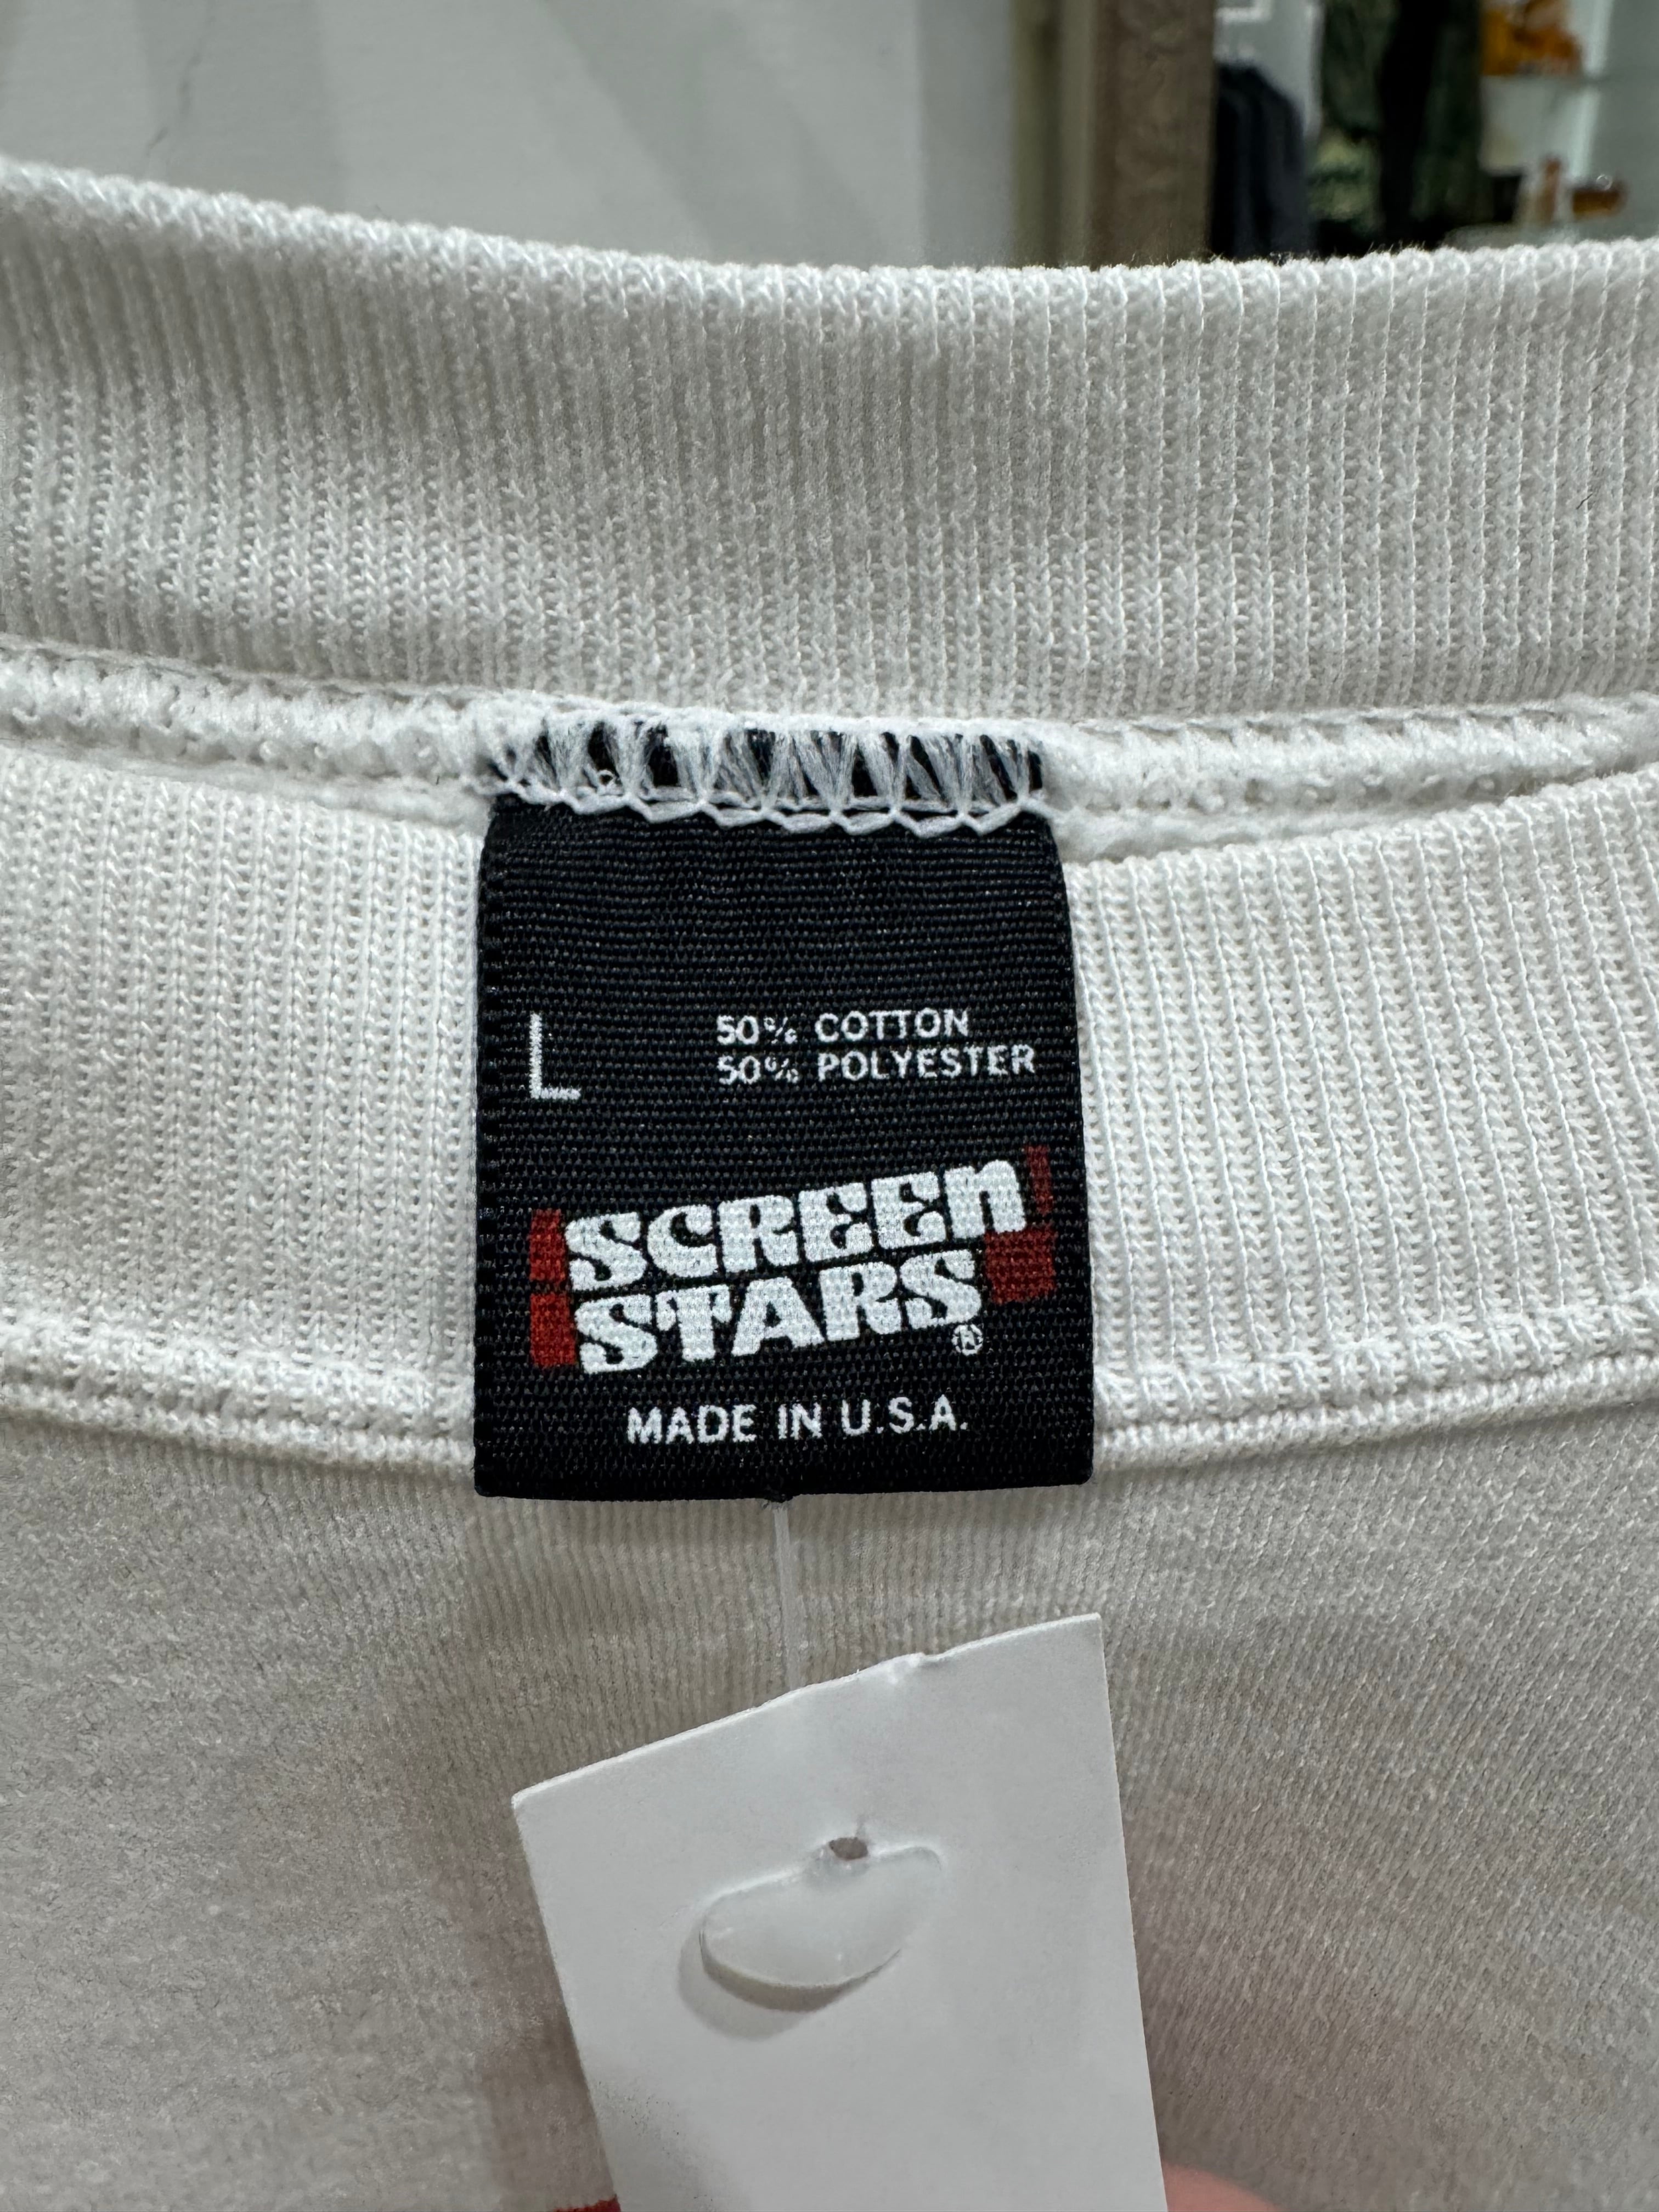 L
50% COTTON
50% POLYESTER
SCREEn
STARS®
MADE IN U.S.A.